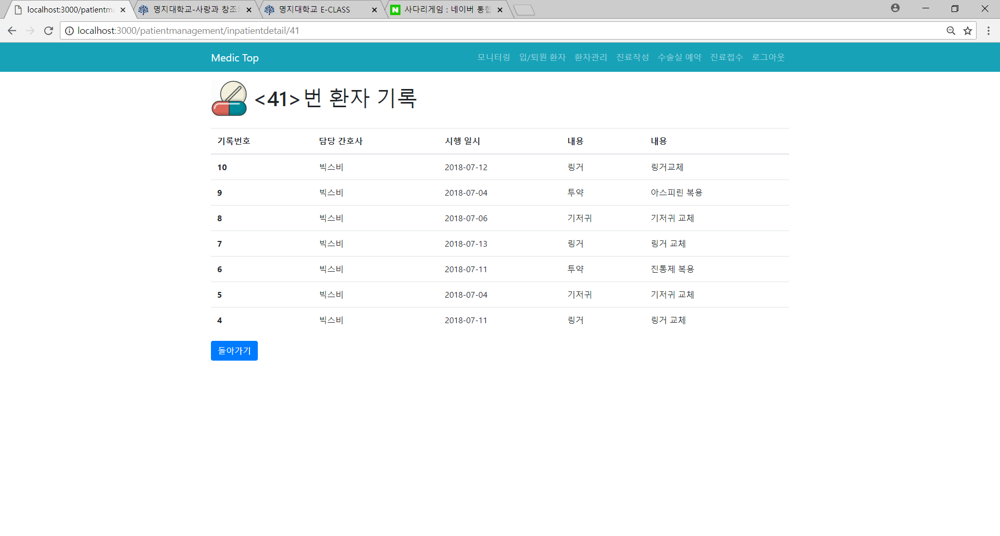 localhost:3000/patientma
명지대학교-사랑과 창조의
명지대학교 E-CLASS
사다리게임 : 네이버 통합
localhost:3000/patientmanagement/inpatientdetail/41
Medic Top 모니터링 입/퇴원 환자 환자관리 진료작성 수술실 예약 진료접수 로그아웃
<41>번 환자 기록
기록번호 담당 간호사 시행 일시 내용 내용
10 빅스비 2018-07-12 링거 링거교체
9 빅스비 2018-07-04 투약 아스피린 복용
8 빅스비 2018-07-06 기저귀 기저귀 교체
7 빅스비 2018-07-13 링거 링거 교체
6 빅스비 2018-07-11 투약 진통제 복용
5 빅스비 2018-07-04 기저귀 기저귀 교체
4 빅스비 2018-07-11 링거 링거 교체
돌아가기